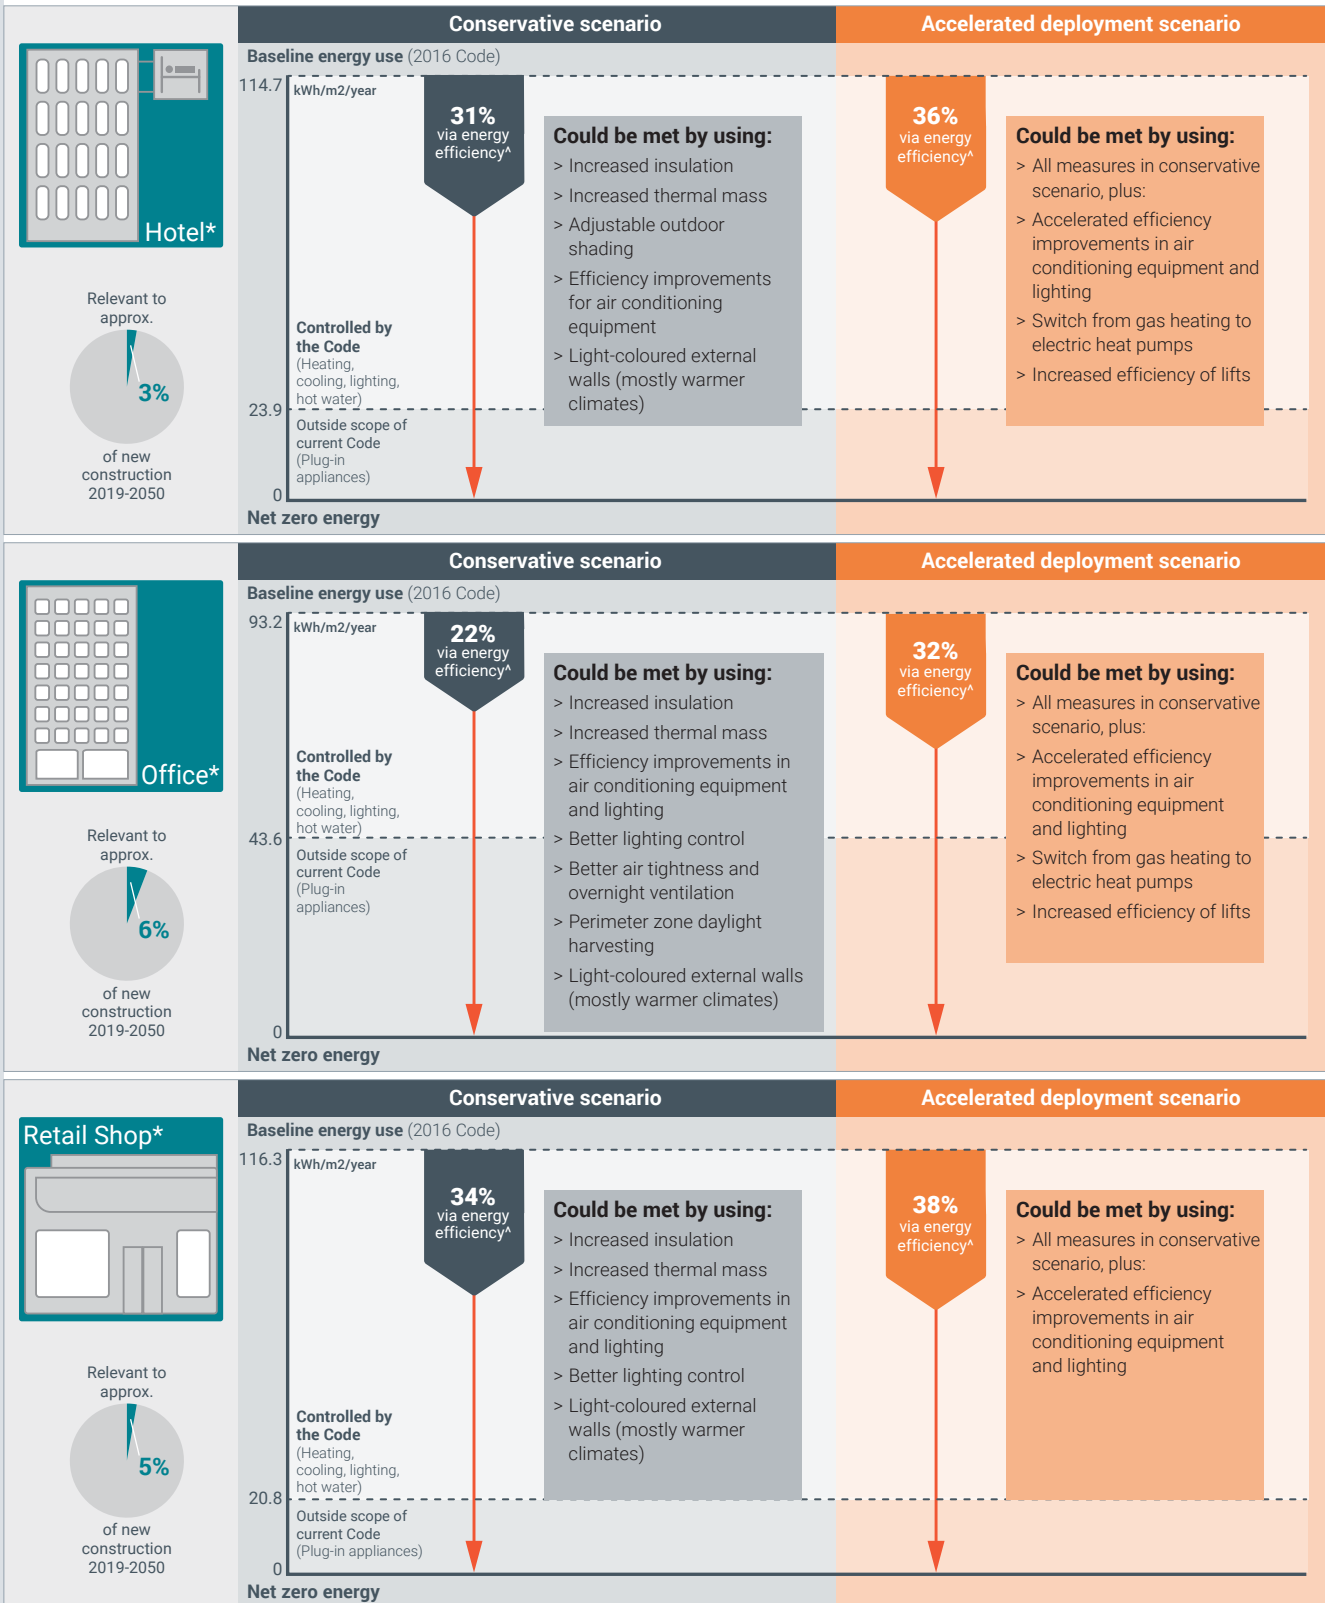 Conservative scenario
Accelerated deployment scenario
Baseline energy use (2016 Code)
114.7
kWh/m2/year
Hotel*
Relevant to
approx.
3%
of new
construction
2019-2050
31%
via energy
efficiency^
Could be met by using:
> Increased insulation
> Increased thermal mass
> Adjustable outdoor
shading
> Efficiency improvements
for air conditioning
equipment
> Light-coloured external
walls (mostly warmer
climates)
36%
via energy
efficiency^
Could be met by using:
> All measures in conservative
scenario, plus:
> Accelerated efficiency
improvements in air
conditioning equipment and
lighting
> Switch from gas heating to
electric heat pumps
> Increased efficiency of lifts
Controlled by
the Code
(Heating,
cooling, lighting,
hot water)
23.9
Outside scope of
current Code
(Plug-in
appliances)
0
Net zero energy
Conservative scenario
Accelerated deployment scenario
Baseline energy use (2016 Code)
93.2
kWh/m2/year
Office*
Relevant to
approx.
6%
of new
construction
2019-2050
22%
via energy
efficiency^
Could be met by using:
> Increased insulation
> Increased thermal mass
> Efficiency improvements in
air conditioning equipment
and lighting
> Better lighting control
> Better air tightness and
overnight ventilation
> Perimeter zone daylight
harvesting
> Light-coloured external walls
(mostly warmer climates)
32%
via energy
efficiency^
Could be met by using:
> All measures in conservative
scenario, plus:
> Accelerated efficiency
improvements in air
conditioning equipment
and lighting
> Switch from gas heating to
electric heat pumps
> Increased efficiency of lifts
Controlled by
the Code
(Heating,
cooling, lighting,
hot water)
43.6
Outside scope of
current Code
(Plug-in
appliances)
0
Net zero energy
Conservative scenario
Accelerated deployment scenario
Baseline energy use (2016 Code)
116.3
kWh/m2/year
Retail Shop*
Relevant to
approx.
5%
of new
construction
2019-2050
34%
via energy
efficiency^
Could be met by using:
> Increased insulation
> Increased thermal mass
> Efficiency improvements in
air conditioning equipment
and lighting
> Better lighting control
> Light-coloured external
walls (mostly warmer
climates)
38%
via energy
efficiency^
Could be met by using:
> All measures in conservative
scenario, plus:
> Accelerated efficiency
improvements in air
conditioning equipment
and lighting
Controlled by
the Code
(Heating,
cooling, lighting,
hot water)
20.8
Outside scope of
current Code
(Plug-in appliances)
0
Net zero energy